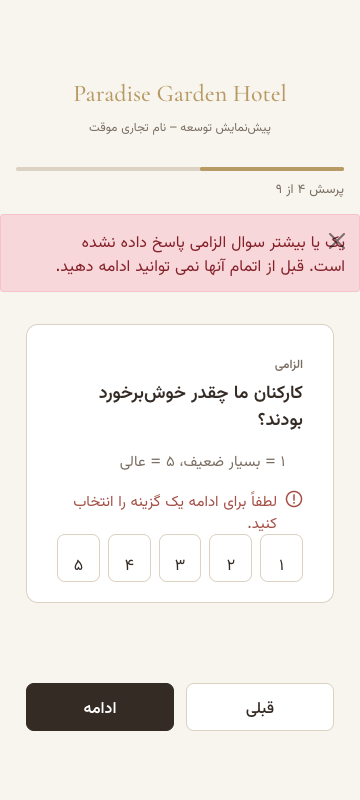 Paradise Garden Hotel
پیش‌نمایش توسعه — نام تجاری موقت
پرسش ۴ از ۹
یک یا بیشتر سوال الزامی پاسخ داده نشده
است. قبل از اتمام آنها نمی توانید ادامه دهید.
الزامی
کارکنان ما چقدر خوش‌برخورد
بودند؟
۱ = بسیار ضعیف، ۵ = عالی
لطفاً برای ادامه یک گزینه را انتخاب
کنید.
۱ ۲ ۳ ۴ ۵
قبلی ادامه